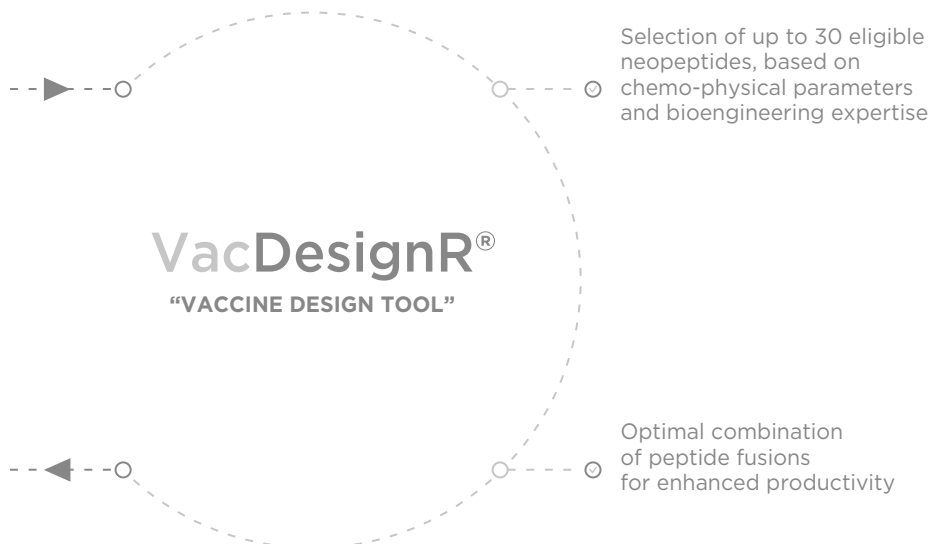 Selection of up to 30 eligible
neopeptides, based on
chemo-physical parameters
and bioengineering expertise
VacDesignR®
“VACCINE DESIGN TOOL”
Optimal combination
of peptide fusions
for enhanced productivity